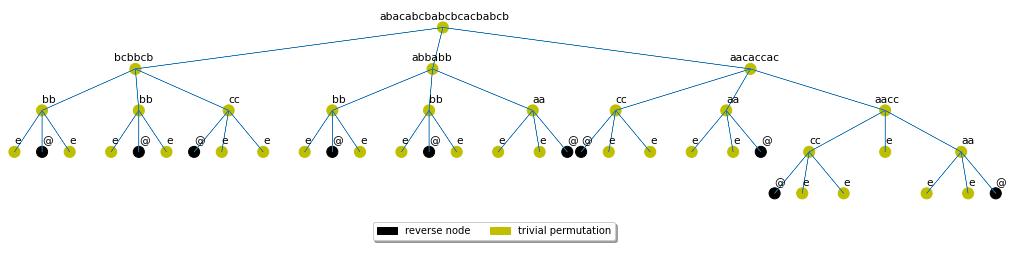 abacabcbabcbcacbabcb
bcbbcb abbabb aacaccac
bb bb cc bb bb aa cc aa aacc
e @ e e @ e @ e e e @ e e @ e e e @ @ e e e e @ cc e aa
@ e e e e @
reverse node trivial permutation